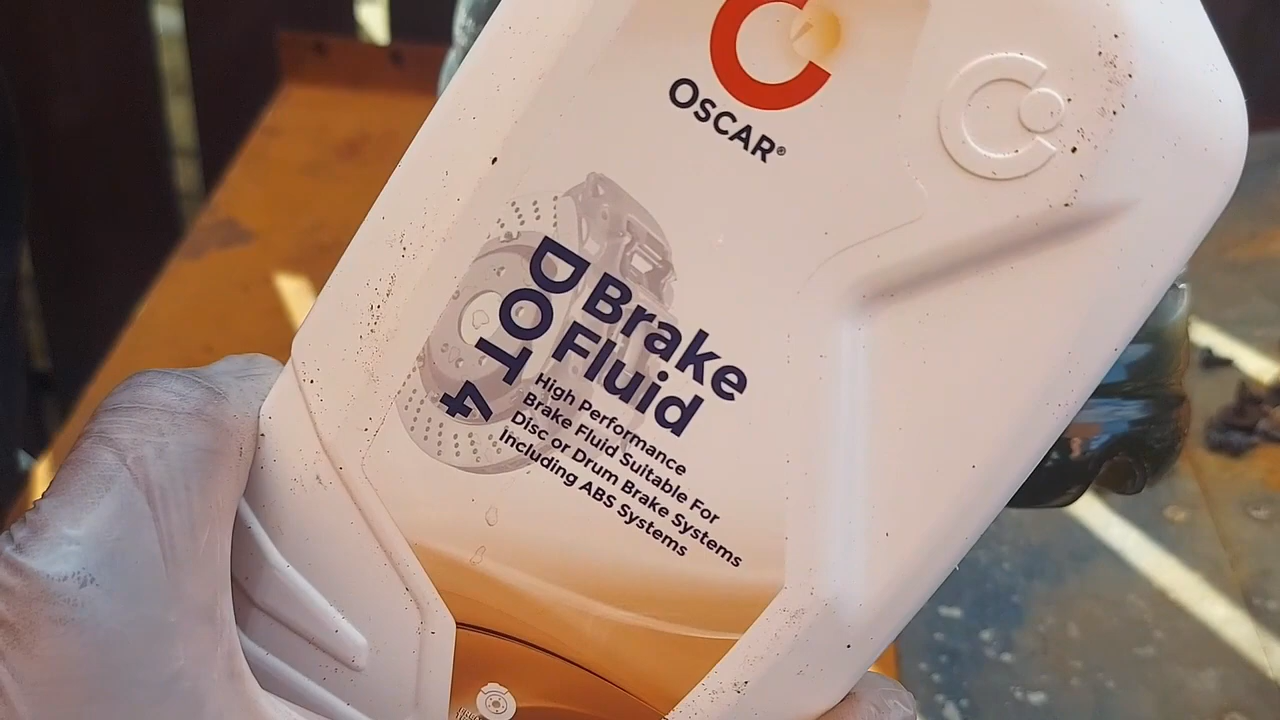 OSCAR®
DOT 4
Brake
Fluid
High Performance
Brake Fluid Suitable For
Disc or Drum Brake Systems
Including ABS Systems